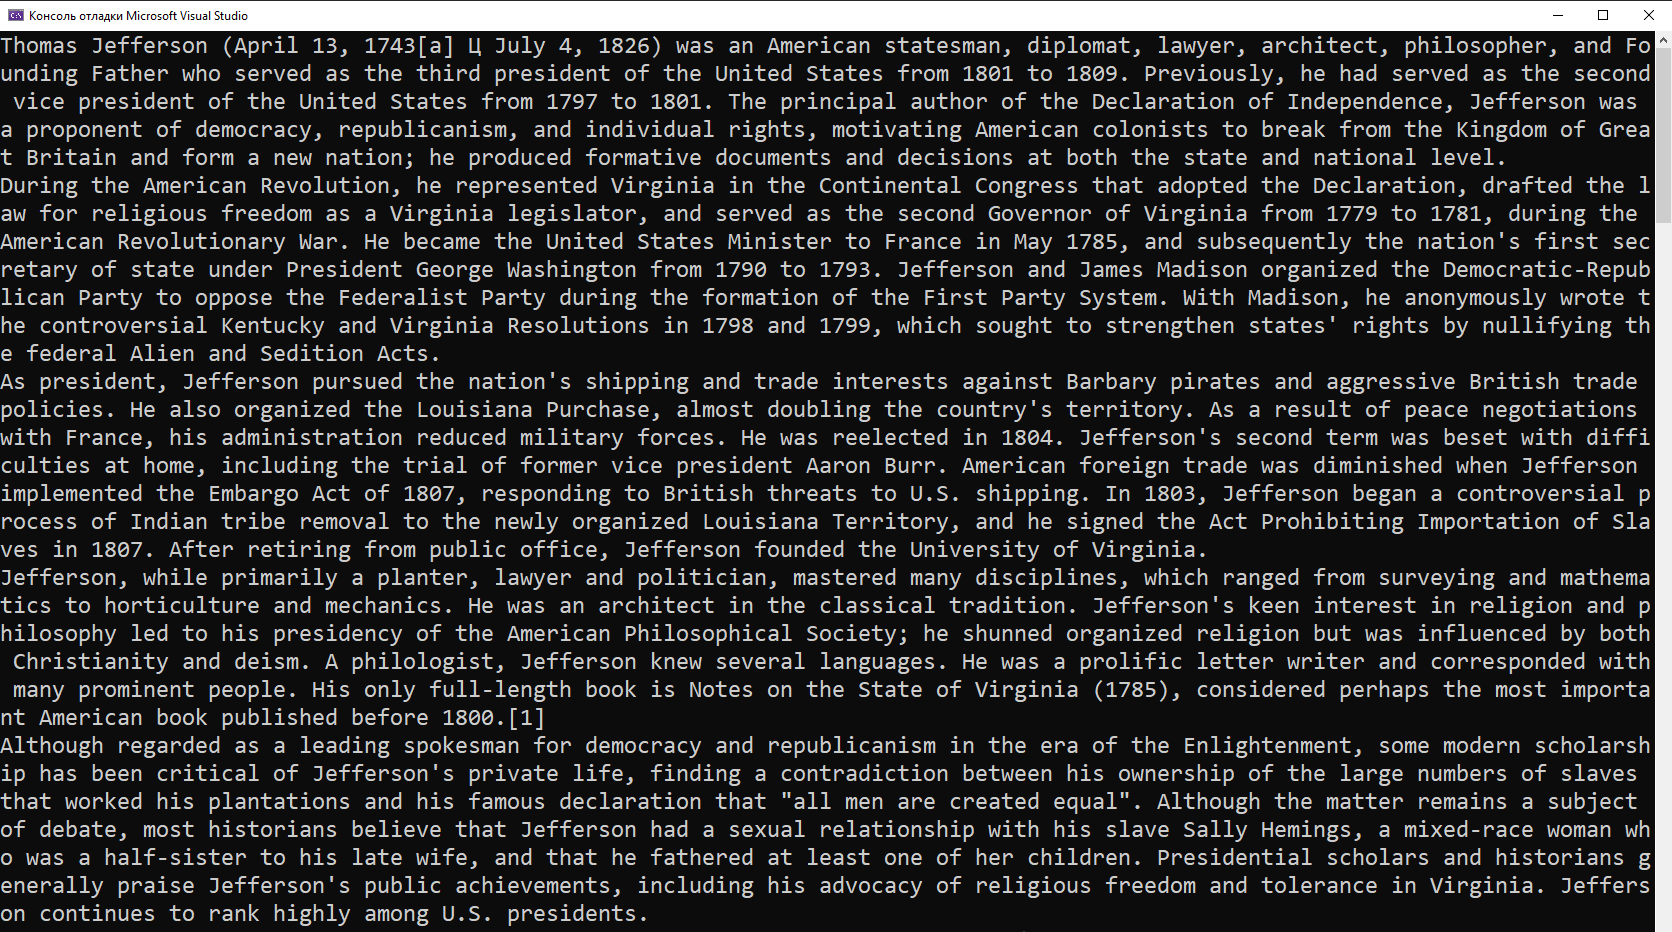 Консоль отладки Microsoft Visual Studio
Thomas Jefferson (April 13, 1743[a] Ц July 4, 1826) was an American statesman, diplomat, lawyer, architect, philosopher, and Fo
unding Father who served as the third president of the United States from 1801 to 1809. Previously, he had served as the second
 vice president of the United States from 1797 to 1801. The principal author of the Declaration of Independence, Jefferson was
a proponent of democracy, republicanism, and individual rights, motivating American colonists to break from the Kingdom of Grea
t Britain and form a new nation; he produced formative documents and decisions at both the state and national level.
During the American Revolution, he represented Virginia in the Continental Congress that adopted the Declaration, drafted the l
aw for religious freedom as a Virginia legislator, and served as the second Governor of Virginia from 1779 to 1781, during the
American Revolutionary War. He became the United States Minister to France in May 1785, and subsequently the nation's first sec
retary of state under President George Washington from 1790 to 1793. Jefferson and James Madison organized the Democratic-Repub
lican Party to oppose the Federalist Party during the formation of the First Party System. With Madison, he anonymously wrote t
he controversial Kentucky and Virginia Resolutions in 1798 and 1799, which sought to strengthen states' rights by nullifying th
e federal Alien and Sedition Acts.
As president, Jefferson pursued the nation's shipping and trade interests against Barbary pirates and aggressive British trade
policies. He also organized the Louisiana Purchase, almost doubling the country's territory. As a result of peace negotiations
with France, his administration reduced military forces. He was reelected in 1804. Jefferson's second term was beset with diffi
culties at home, including the trial of former vice president Aaron Burr. American foreign trade was diminished when Jefferson
implemented the Embargo Act of 1807, responding to British threats to U.S. shipping. In 1803, Jefferson began a controversial p
rocess of Indian tribe removal to the newly organized Louisiana Territory, and he signed the Act Prohibiting Importation of Sla
ves in 1807. After retiring from public office, Jefferson founded the University of Virginia.
Jefferson, while primarily a planter, lawyer and politician, mastered many disciplines, which ranged from surveying and mathema
tics to horticulture and mechanics. He was an architect in the classical tradition. Jefferson's keen interest in religion and p
hilosophy led to his presidency of the American Philosophical Society; he shunned organized religion but was influenced by both
 Christianity and deism. A philologist, Jefferson knew several languages. He was a prolific letter writer and corresponded with
 many prominent people. His only full-length book is Notes on the State of Virginia (1785), considered perhaps the most importa
nt American book published before 1800.[1]
Although regarded as a leading spokesman for democracy and republicanism in the era of the Enlightenment, some modern scholarsh
ip has been critical of Jefferson's private life, finding a contradiction between his ownership of the large numbers of slaves
that worked his plantations and his famous declaration that "all men are created equal". Although the matter remains a subject
of debate, most historians believe that Jefferson had a sexual relationship with his slave Sally Hemings, a mixed-race woman wh
o was a half-sister to his late wife, and that he fathered at least one of her children. Presidential scholars and historians g
enerally praise Jefferson's public achievements, including his advocacy of religious freedom and tolerance in Virginia. Jeffers
on continues to rank highly among U.S. presidents.